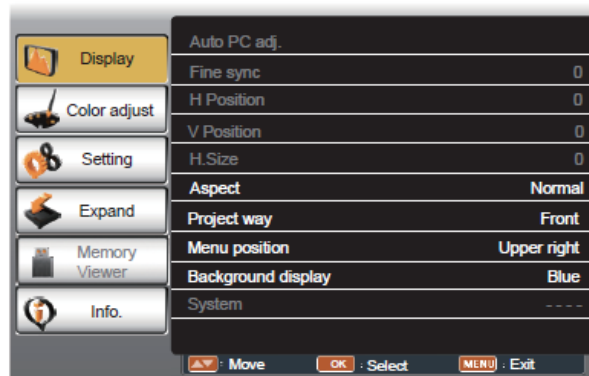 Display
Color adjust
Setting
Expand
Memory
Viewer
Info.
Auto PC adj.
Fine sync 0
H Position 0
V Position 0
H.Size 0
Aspect Normal
Project way Front
Menu position Upper right
Background display Blue
System - - - -
: Move OK : Select MENU : Exit